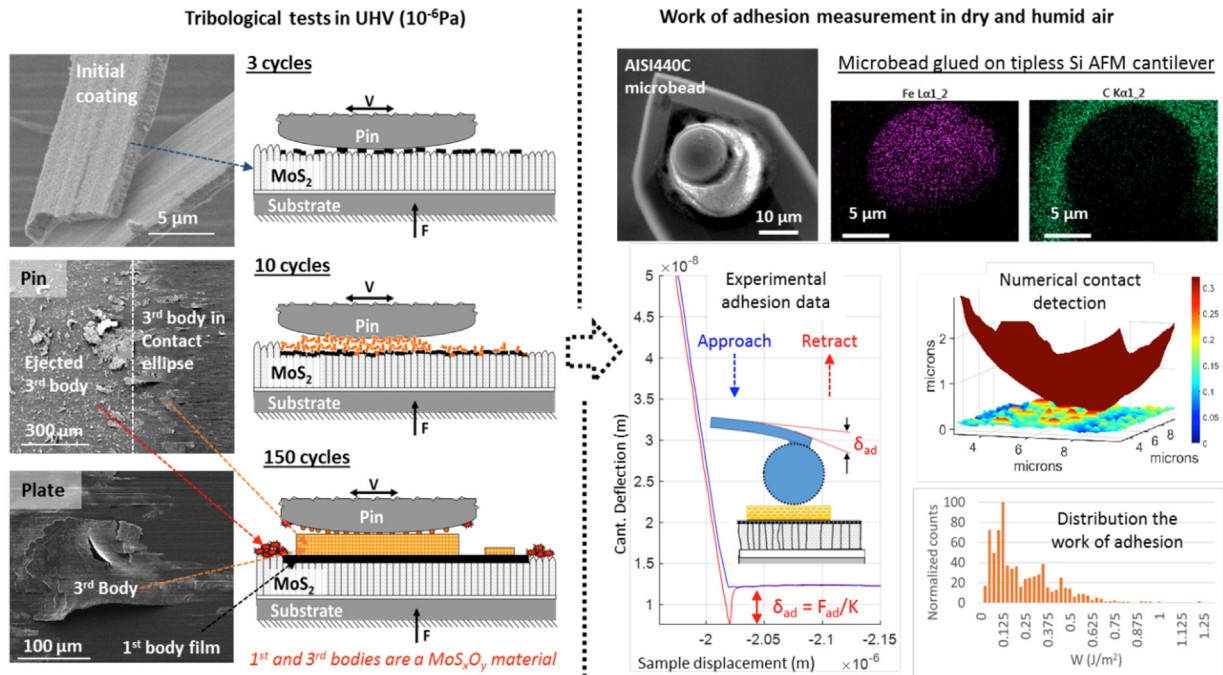 Tribological tests in UHV (10⁻⁶Pa)
Initial
coating
5 µm
3 cycles
V
Pin
MoS₂
Substrate
F
Pin
3ʳᵈ body in
Contact
ellipse
Ejected
3ʳᵈ body
300 µm
10 cycles
V
Pin
MoS₂
Substrate
F
Plate
3ʳᵈ Body
1ˢᵗ body film
100 µm
150 cycles
V
Pin
MoS₂
Substrate
F
1ˢᵗ and 3ʳᵈ bodies are a MoSₓOᵧ material
Work of adhesion measurement in dry and humid air
AISI440C
microbead
10 µm
Microbead glued on tipless Si AFM cantilever
Fe Lα1_2
5 µm
C Kα1_2
5 µm
×10⁻⁸
Experimental
adhesion data
Approach
Retract
δad
δad = Fad/K
Cant. Deflection (m)
5
4.5
4
3.5
3
2.5
2
1.5
1
-2
-2.05
-2.1
-2.15
Sample displacement (m)
×10⁻⁶
Numerical contact
detection
microns
2
1
0
4
6
8
microns
4
6
8
microns
0.3
0.25
0.2
0.15
0.1
0.05
0
Distribution the
work of adhesion
Normalized counts
100
80
60
40
20
0
0
0.125
0.25
0.375
0.5
0.625
0.75
0.875
1
1.125
1.25
W (J/m²)